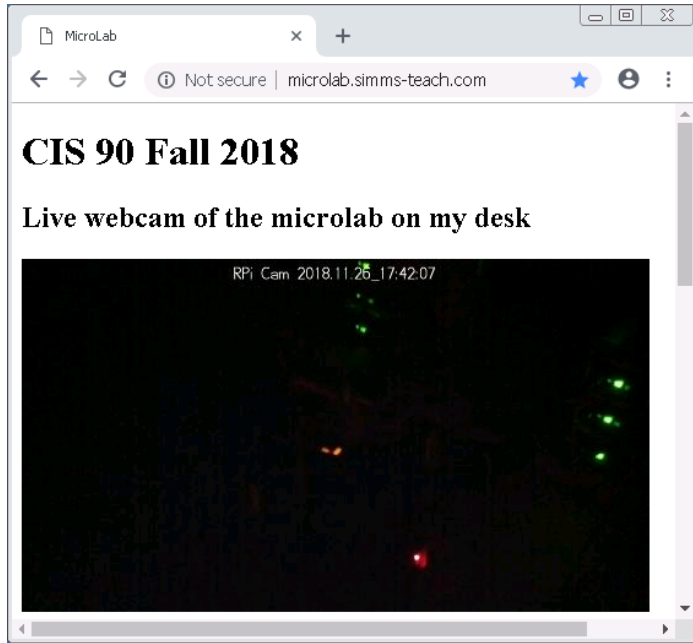 MicroLab
Not secure | microlab.simms-teach.com
CIS 90 Fall 2018
Live webcam of the microlab on my desk
RPi Cam 2018.11.26_17:42:07